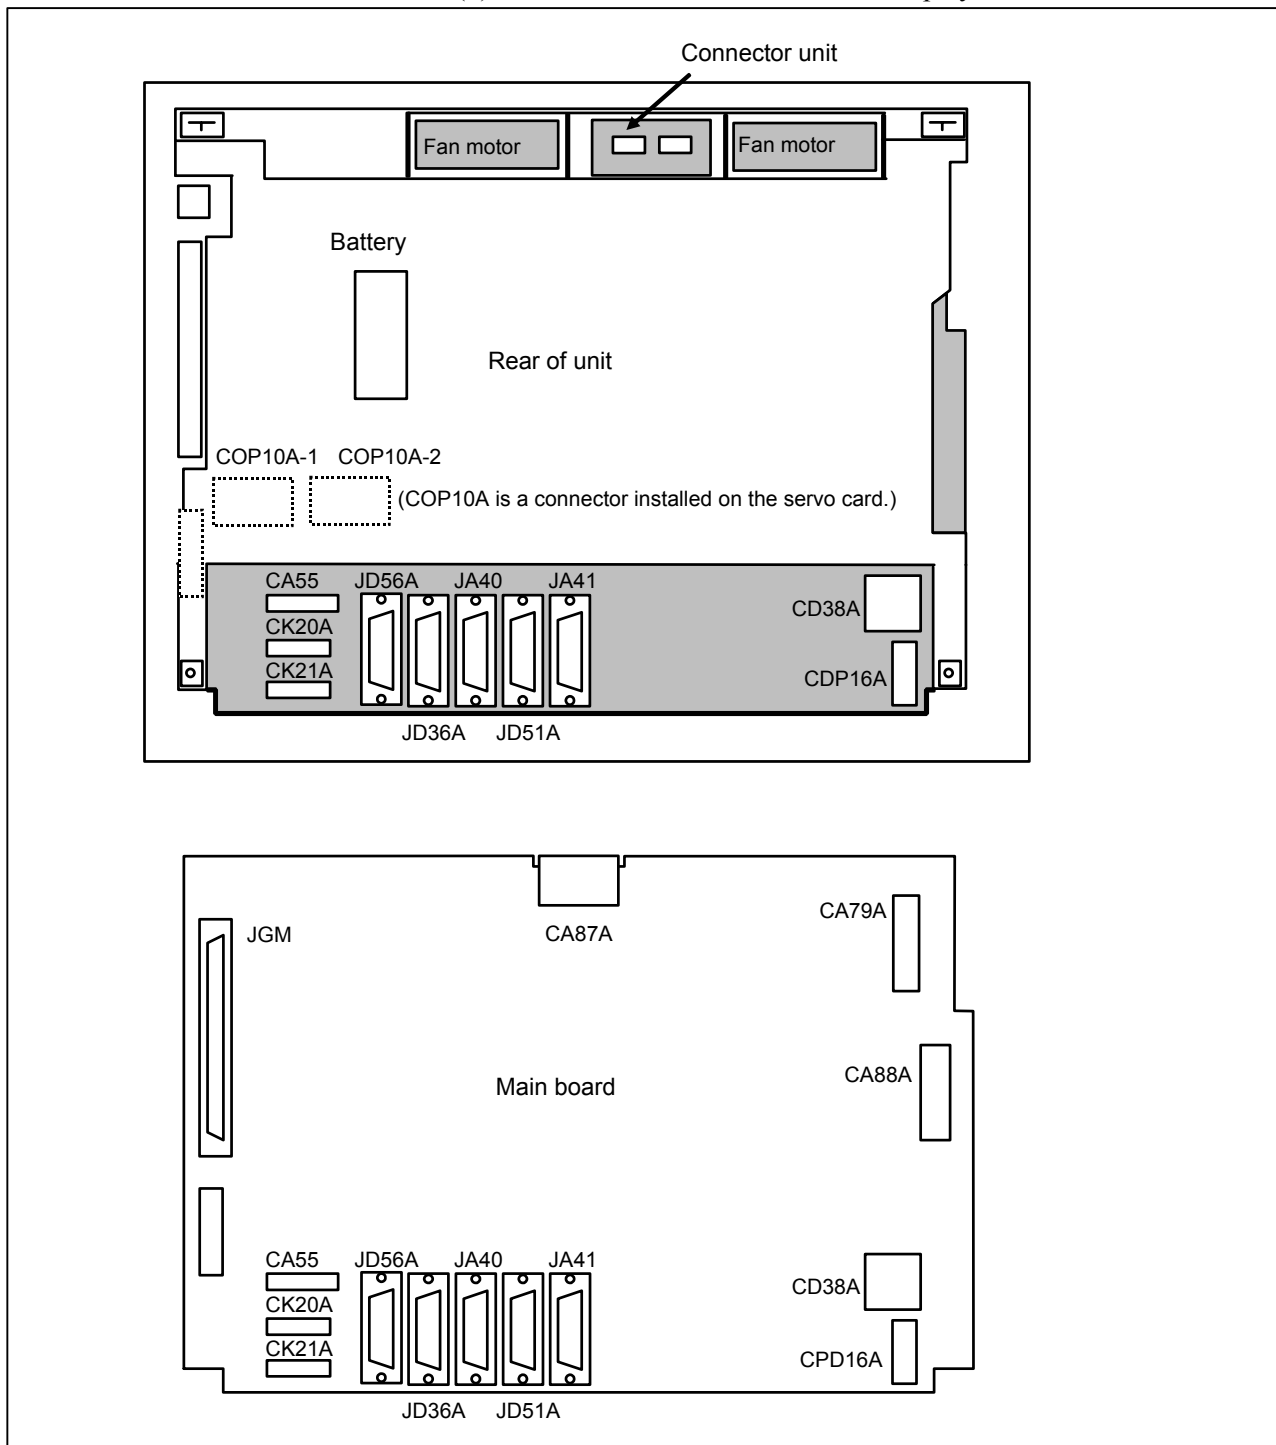 Connector unit
Fan motor
Fan motor
Battery
Rear of unit
COP10A-1 COP10A-2
(COP10A is a connector installed on the servo card.)
CA55 JD56A JA40 JA41
CD38A
CK20A
CK21A
CDP16A
JD36A JD51A
CA79A
JGM
CA87A
CA88A
Main board
CA55 JD56A JA40 JA41
CD38A
CK20A
CK21A
CPD16A
JD36A JD51A